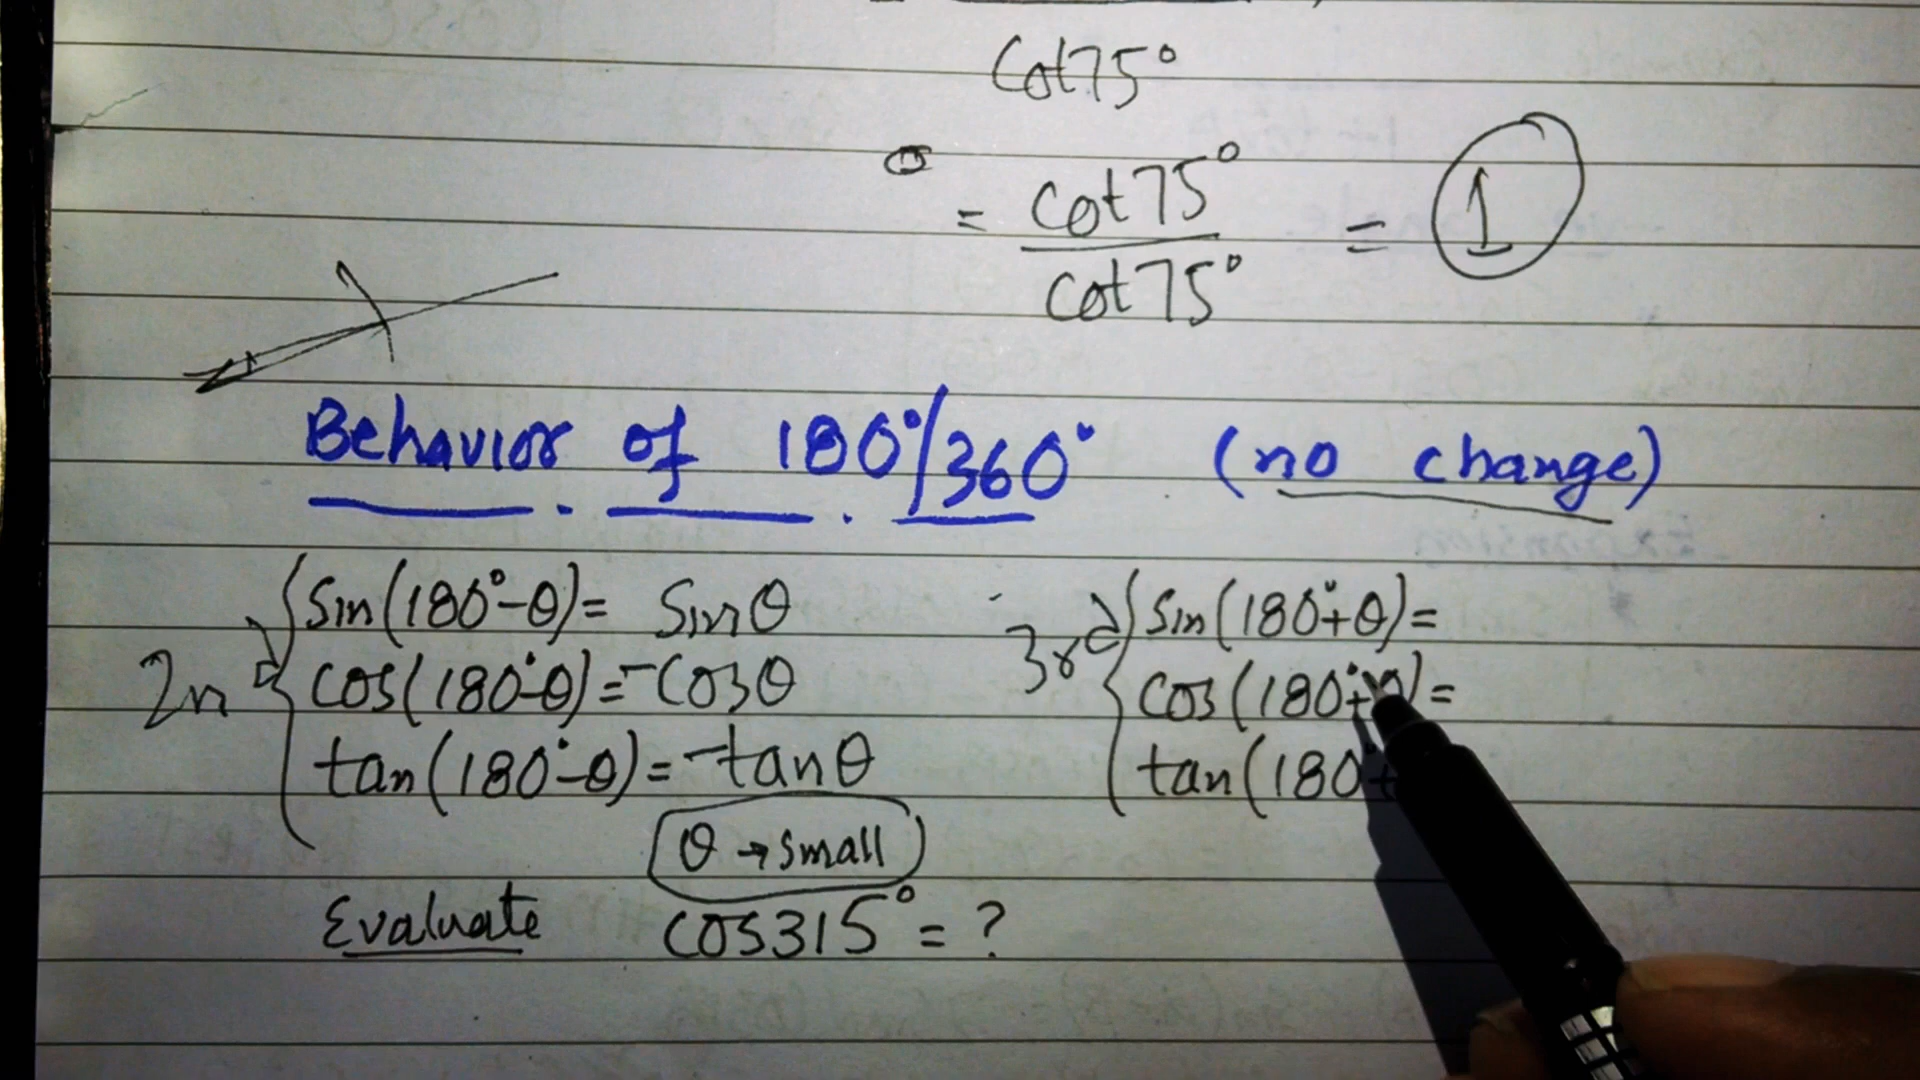 Cot75°
= cot75° / cot75° = 1
Behavior of 180°/360° (no change)
2nd
Sin(180°-θ)= Sinθ
cos(180°-θ)=-Cosθ
tan(180°-θ)=-tanθ
θ → small
3rd
Sin(180°+θ)=
Cos(180°+θ)=
tan(180°+
Evaluate cos315° = ?